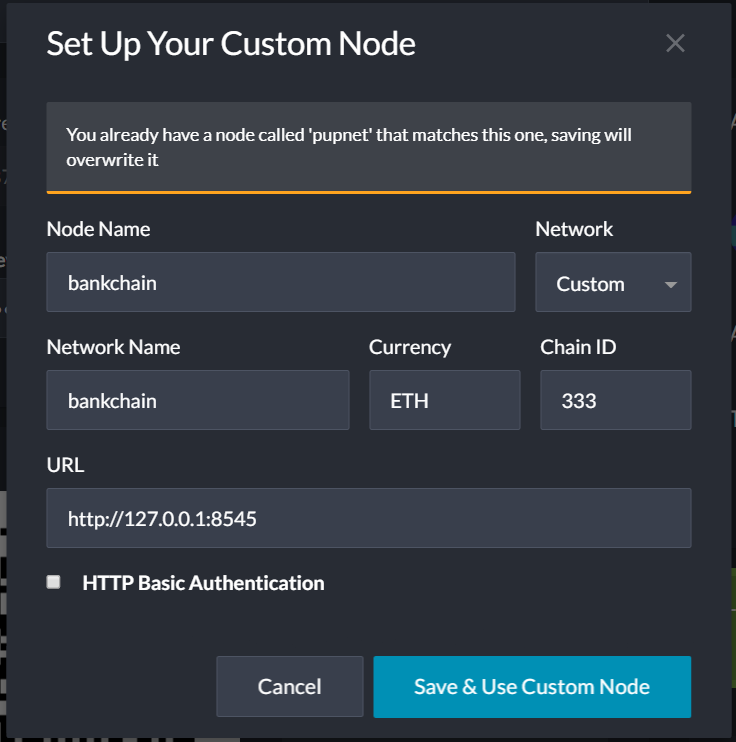 Set Up Your Custom Node
You already have a node called 'pupnet' that matches this one, saving will
overwrite it
Node Name
Network
bankchain
Custom
Network Name
Currency
Chain ID
bankchain
ETH
333
URL
http://127.0.0.1:8545
HTTP Basic Authentication
Cancel
Save & Use Custom Node